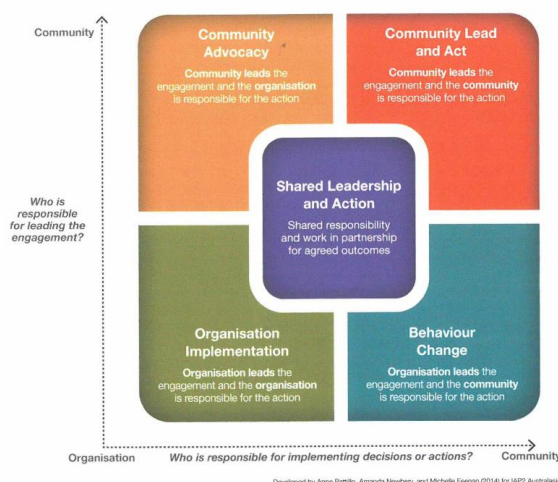 Community
Community
Advocacy
Community leads the
engagement and the organisation
is responsible for the action
Community Lead
and Act
Community leads the
engagement and the community
is responsible for the action
Who is
responsible
for leading the
engagement?
Shared Leadership
and Action
Shared responsibility
and work in partnership
for agreed outcomes
Organisation
Implementation
Organisation leads the
engagement and the organisation
is responsible for the action
Behaviour
Change
Organisation leads the
engagement and the community
is responsible for the action
Organisation
Who is responsible for implementing decisions or actions?
Community
Developed by Anne Pattillo, Amanda Newbery, and Michelle Feenan (2014) for IAP2 Australasia